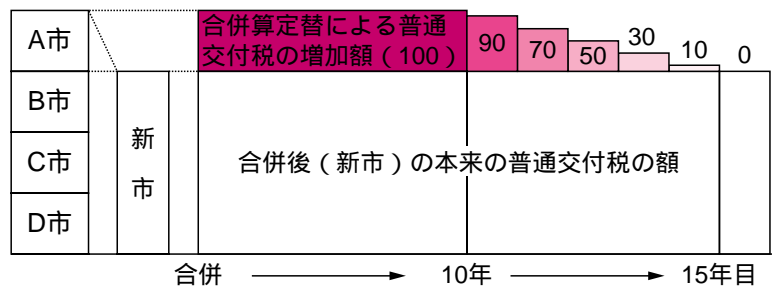 A市
B市
C市
D市
新
市
合併算定替による普通
交付税の増加額（100）
90
70
50
30
10
0
合併後（新市）の本来の普通交付税の額
合併
10年
15年目